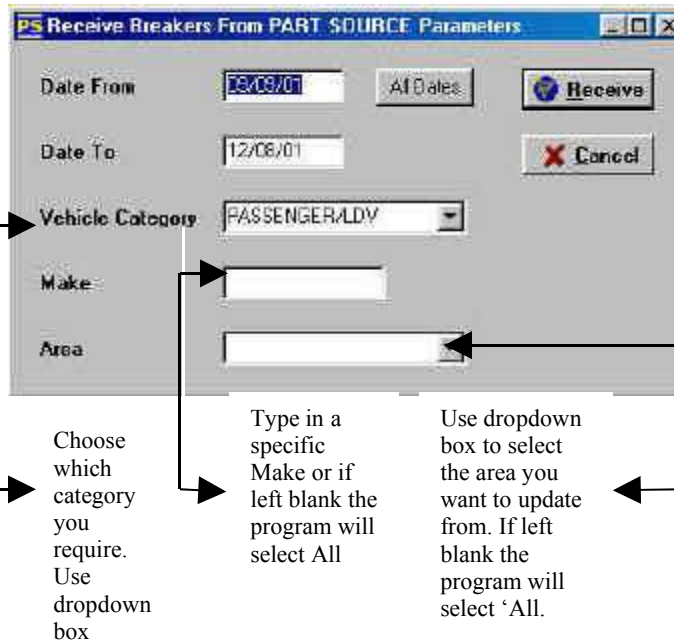 PS Receive Breakers From PART SOURCE Parameters
Date From
All Dates
Receive
Date To 12/08/01
Cancel
Vehicle Category PASSENGER/LDV
Make
Area
Choose
which
category
you
require.
Use
dropdown
box
Type in a
specific
Make or if
left blank the
program will
select All
Use dropdown
box to select
the area you
want to update
from. If left
blank the
program will
select ‘All.